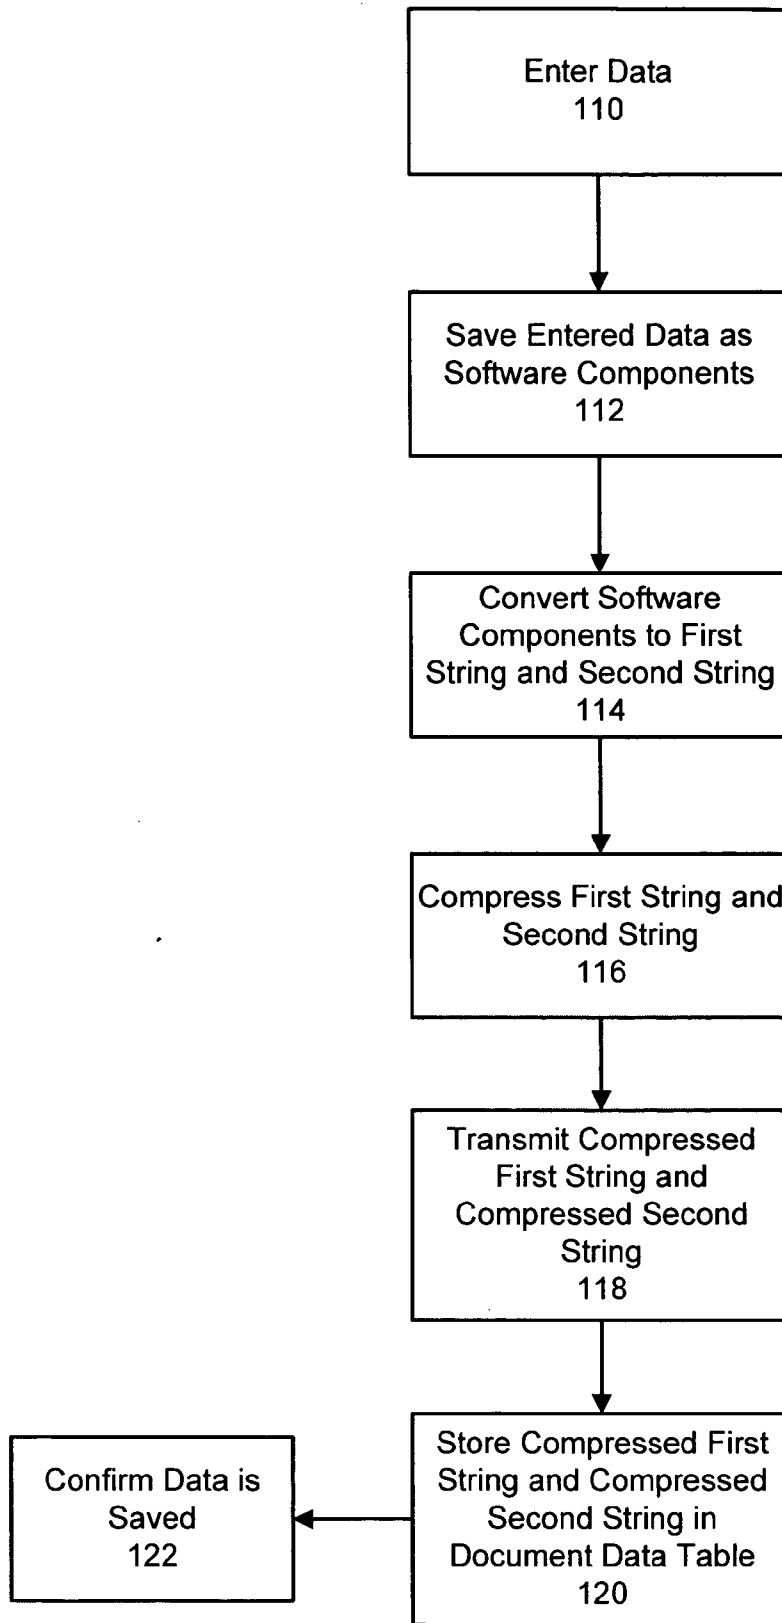 Enter Data
110
Save Entered Data as
Software Components
112
Convert Software
Components to First
String and Second String
114
Compress First String and
Second String
116
Transmit Compressed
First String and
Compressed Second
String
118
Store Compressed First
String and Compressed
Second String in
Document Data Table
120
Confirm Data is
Saved
122